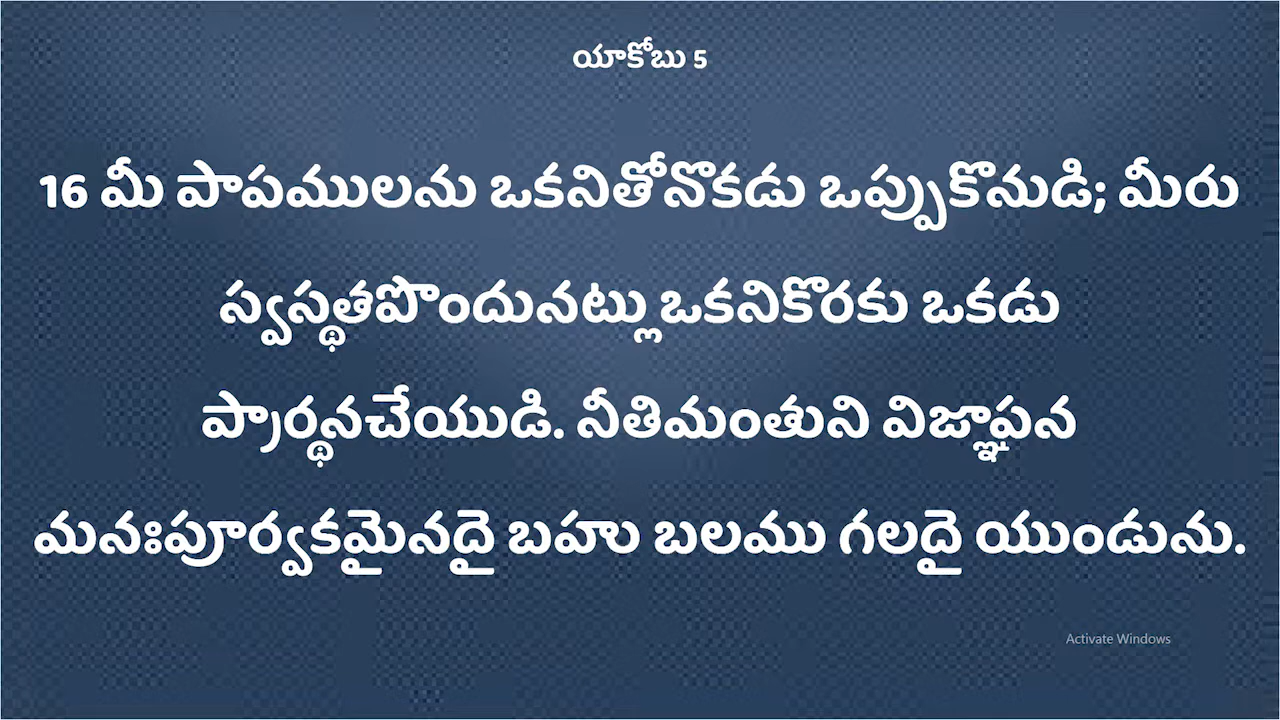 యాకోబు 5
16 మీ పాపములను ఒకనితోనొకడు ఒప్పుకొనుడి; మీరు
స్వస్థతపొందునట్లు ఒకనికొరకు ఒకడు
ప్రార్థనచేయుడి. నీతిమంతుని విజ్ఞాపన
మనఃపూర్వకమైనదై బహు బలము గలదై యుండును.
Activate Windows